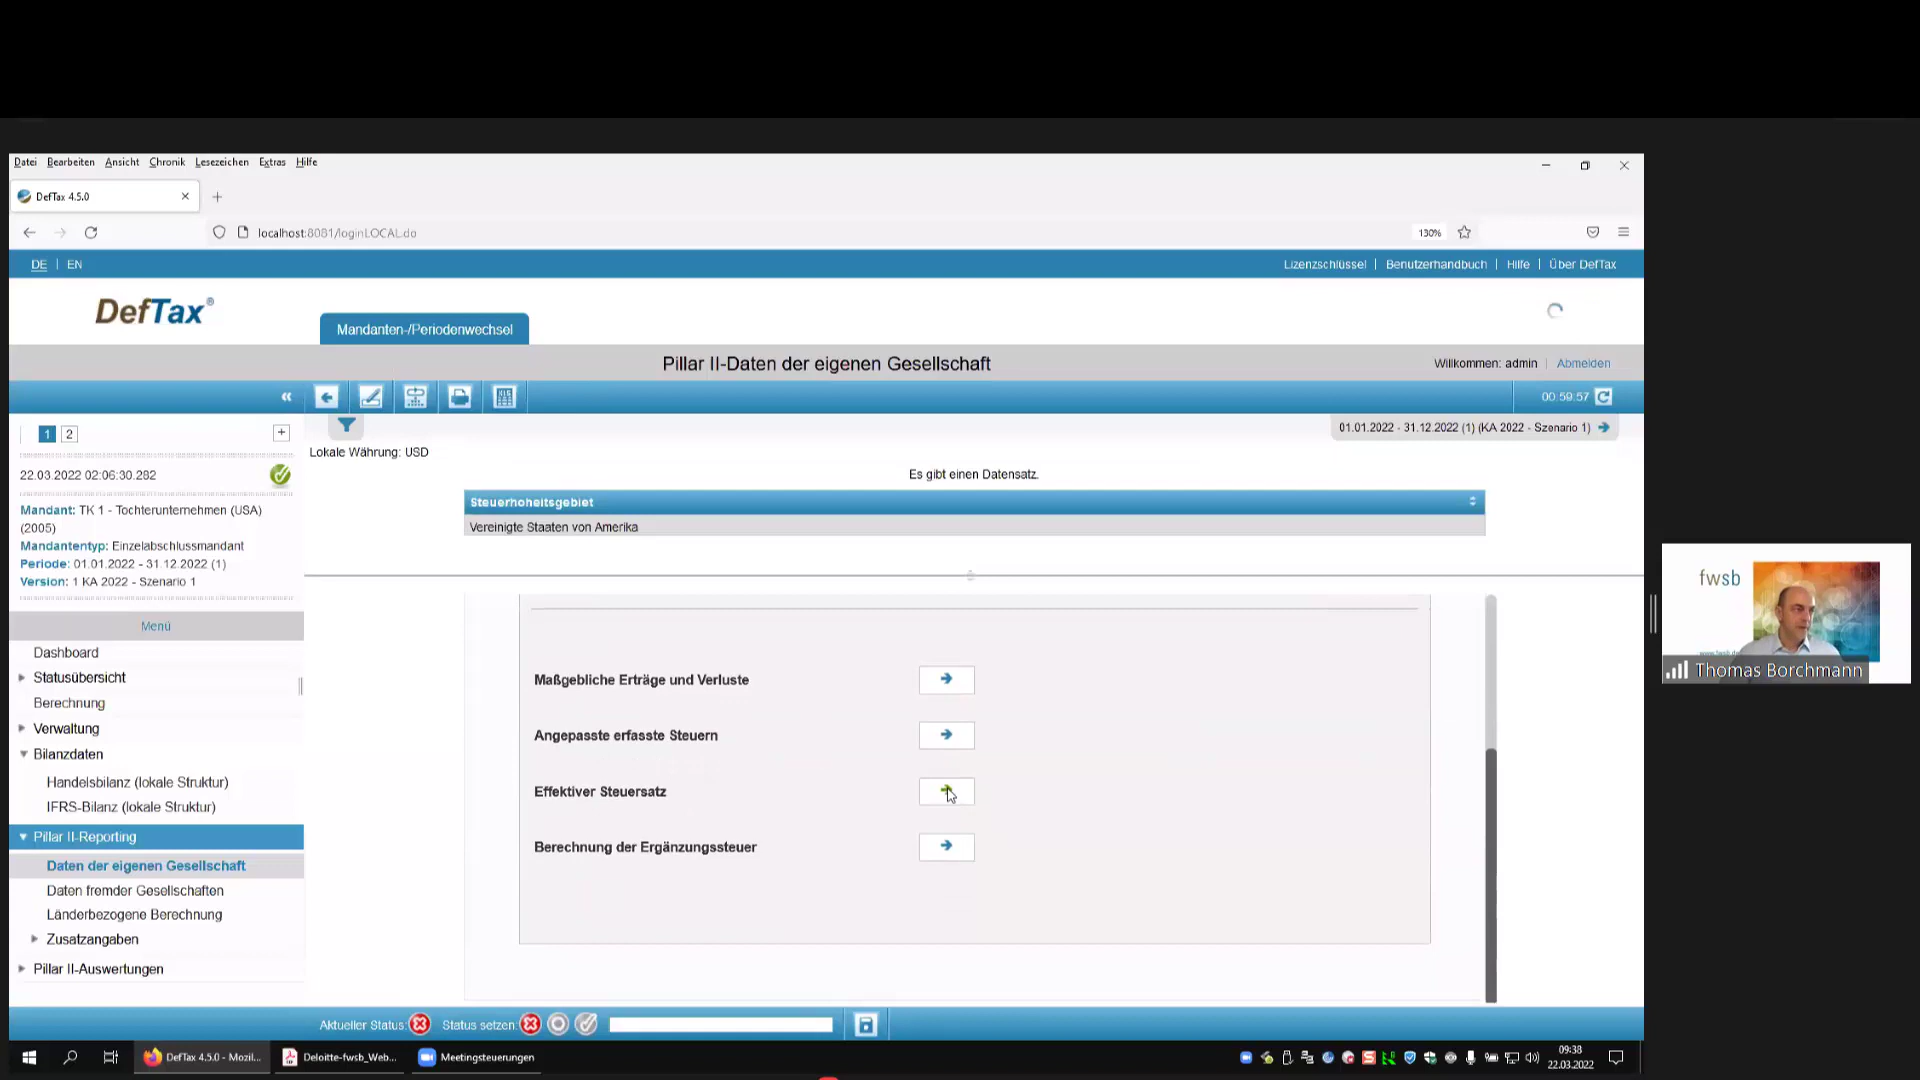 Datei Bearbeiten Ansicht Chronik Lesezeichen Extras Hilfe
DefTax 4.5.0
localhost:8081/loginLOCAL.do
130%
DE | EN
Lizenzschlüssel | Benutzerhandbuch | Hilfe | Über DefTax
DefTax®
Mandanten-/Periodenwechsel
Pillar II-Daten der eigenen Gesellschaft
Willkommen: admin | Abmelden
00:59:57
1 2
01.01.2022 - 31.12.2022 (1) (KA 2022 - Szenario 1)
Lokale Währung: USD
22.03.2022 02:06:30.282
Es gibt einen Datensatz.
Steuerhoheitsgebiet
Vereinigte Staaten von Amerika
Mandant: TK 1 - Tochterunternehmen (USA)
(2005)
Mandantentyp: Einzelabschlussmandant
Periode: 01.01.2022 - 31.12.2022 (1)
Version: 1 KA 2022 - Szenario 1
Menü
Dashboard
Statusübersicht
Berechnung
Verwaltung
Bilanzdaten
Handelsbilanz (lokale Struktur)
IFRS-Bilanz (lokale Struktur)
Pillar II-Reporting
Daten der eigenen Gesellschaft
Daten fremder Gesellschaften
Länderbezogene Berechnung
Zusatzangaben
Pillar II-Auswertungen
Maßgebliche Erträge und Verluste
Angepasste erfasste Steuern
Effektiver Steuersatz
Berechnung der Ergänzungssteuer
fwsb
Thomas Borchmann
Aktueller Status: Status setzen:
DefTax 4.5.0 - Mozil...
Deloitte-fwsb_Web...
Meetingsteuerungen
09:38
22.03.2022